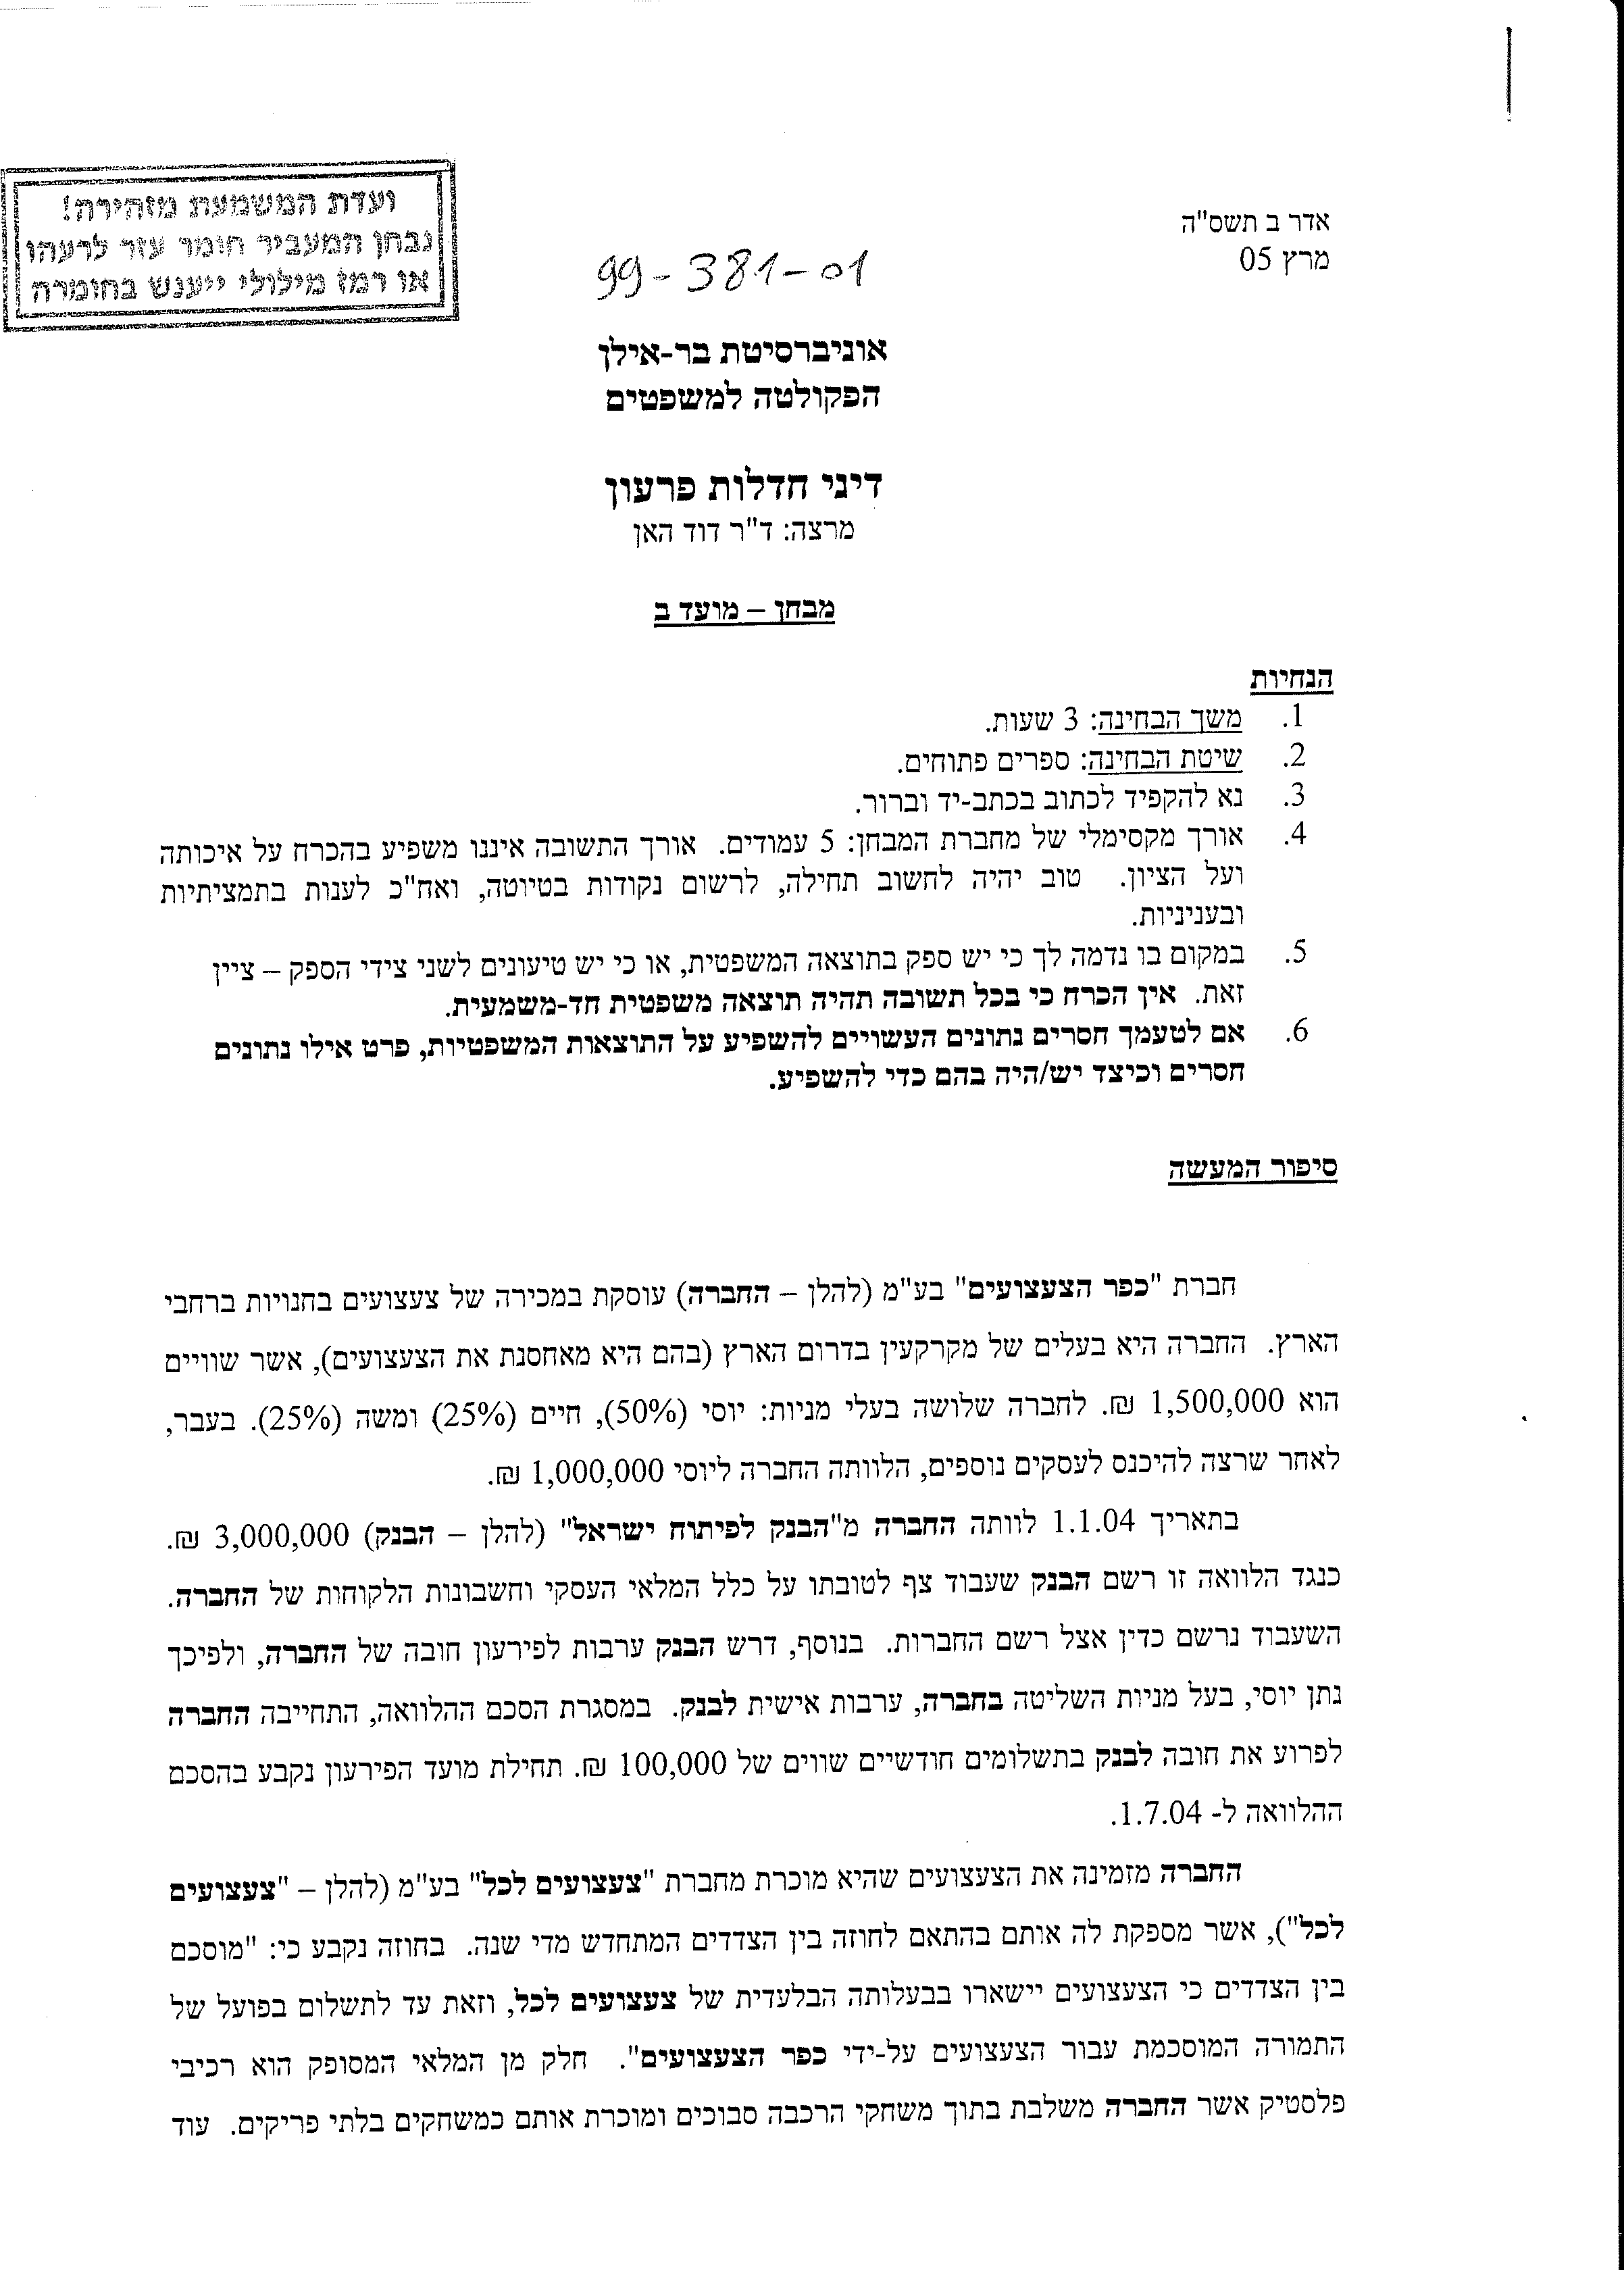 ועדת המשמעת מזהירה!
נבחן המעביר חומר עזר לרעהו
או רמז מילולי ייענש בחומרה
אדר ב תשס"ה
מרץ 05
99-381-01
אוניברסיטת בר-אילן
הפקולטה למשפטים
דיני חדלות פרעון
מרצה: ד"ר דוד האן
מבחן – מועד ב
הנחיות
1. משך הבחינה: 3 שעות.
2. שיטת הבחינה: ספרים פתוחים.
3. נא להקפיד לכתוב בכתב-יד וברור.
4. אורך מקסימלי של מחברת המבחן: 5 עמודים. אורך התשובה איננו משפיע בהכרח על איכותה
ועל הציון. טוב יהיה לחשוב תחילה, לרשום נקודות בטיוטה, ואח"כ לענות בתמציתיות
ובעניניות.
5. במקום בו נדמה לך כי יש ספק בתוצאה המשפטית, או כי יש טיעונים לשני צידי הספק – ציין
זאת. אין הכרח כי בכל תשובה תהיה תוצאה משפטית חד-משמעית.
6. אם לטעמך חסרים נתונים העשויים להשפיע על התוצאות המשפטיות, פרט אילו נתונים
חסרים וכיצד יש/היה בהם כדי להשפיע.
סיפור המעשה
חברת "כפר הצעצועים" בע"מ (להלן – החברה) עוסקת במכירה של צעצועים בחנויות ברחבי
הארץ. החברה היא בעלים של מקרקעין בדרום הארץ (בהם היא מאחסנת את הצעצועים), אשר שוויים
הוא 1,500,000 ₪. לחברה שלושה בעלי מניות: יוסי (50%), חיים (25%) ומשה (25%). בעבר,
לאחר שרצה להיכנס לעסקים נוספים, הלוותה החברה ליוסי 1,000,000 ₪.
בתאריך 1.1.04 לוותה החברה מ"הבנק לפיתוח ישראל" (להלן – הבנק) 3,000,000 ₪.
כנגד הלוואה זו רשם הבנק שעבוד צף לטובתו על כלל המלאי העסקי וחשבונות הלקוחות של החברה.
השעבוד נרשם כדין אצל רשם החברות. בנוסף, דרש הבנק ערבות לפירעון חובה של החברה, ולפיכך
נתן יוסי, בעל מניות השליטה בחברה, ערבות אישית לבנק. במסגרת הסכם ההלוואה, התחייבה החברה
לפרוע את חובה לבנק בתשלומים חודשיים שווים של 100,000 ₪. תחילת מועד הפירעון נקבע בהסכם
ההלוואה ל- 1.7.04.
החברה מזמינה את הצעצועים שהיא מוכרת מחברת "צעצועים לכל" בע"מ (להלן – "צעצועים
לכל"), אשר מספקת לה אותם בהתאם לחוזה בין הצדדים המתחדש מדי שנה. בחוזה נקבע כי: "מוסכם
בין הצדדים כי הצעצועים יישארו בבעלותה הבלעדית של צעצועים לכל, וזאת עד לתשלום בפועל של
התמורה המוסכמת עבור הצעצועים על-ידי כפר הצעצועים". חלק מן המלאי המסופק הוא רכיבי
פלסטיק אשר החברה משלבת בתוך משחקי הרכבה סבוכים ומוכרת אותם כמשחקים בלתי פריקים. עוד